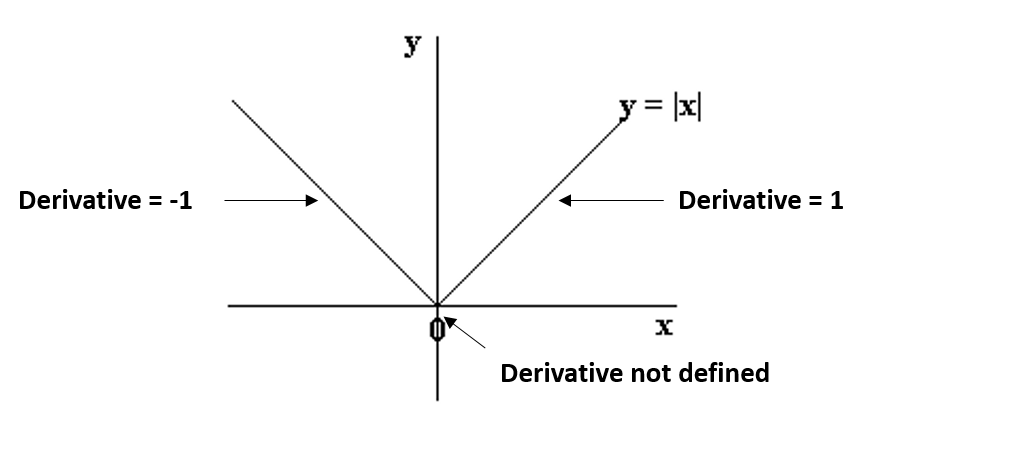 y
y = |x|
Derivative = -1
Derivative = 1
0
x
Derivative not defined